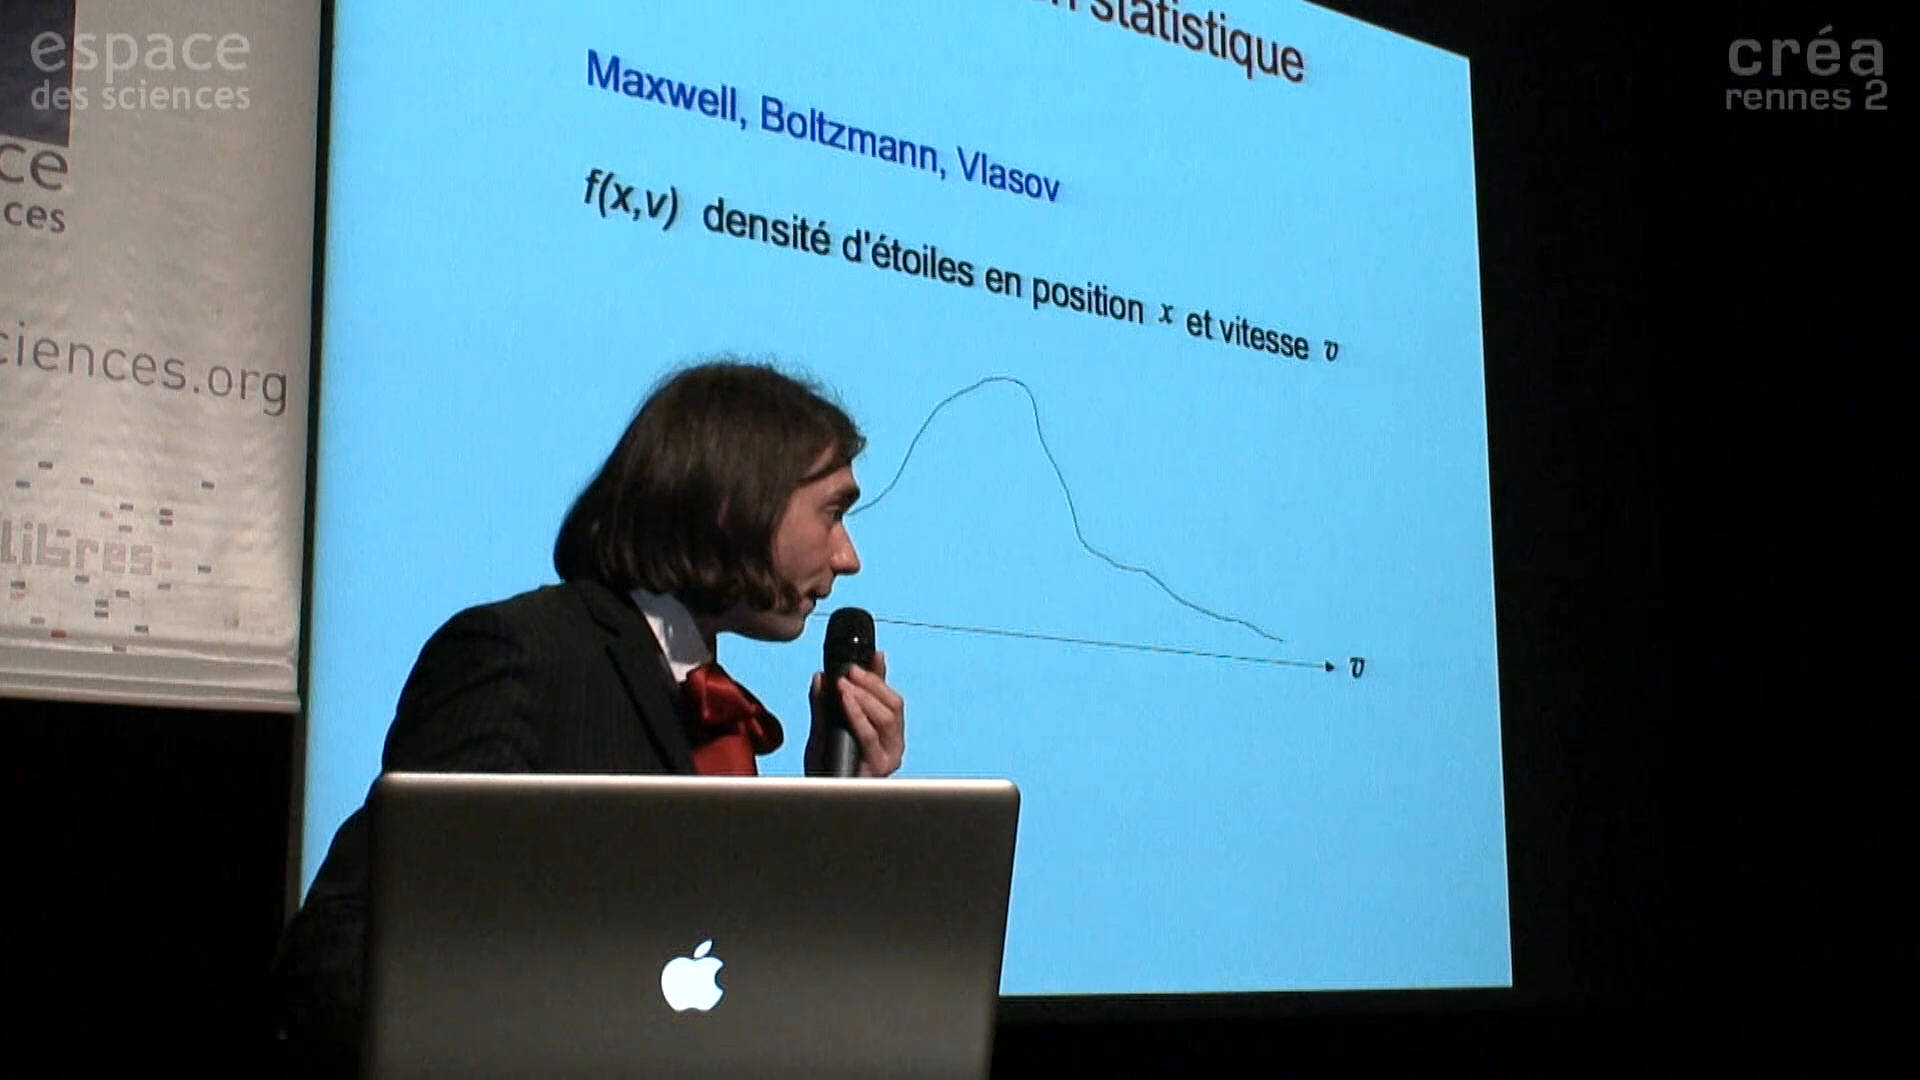 espace
des sciences
créa
rennes 2
statistique
Maxwell, Boltzmann, Vlasov
f(x,v) densité d'étoiles en position x et vitesse v
v
ce
ces
ciences.org
libres